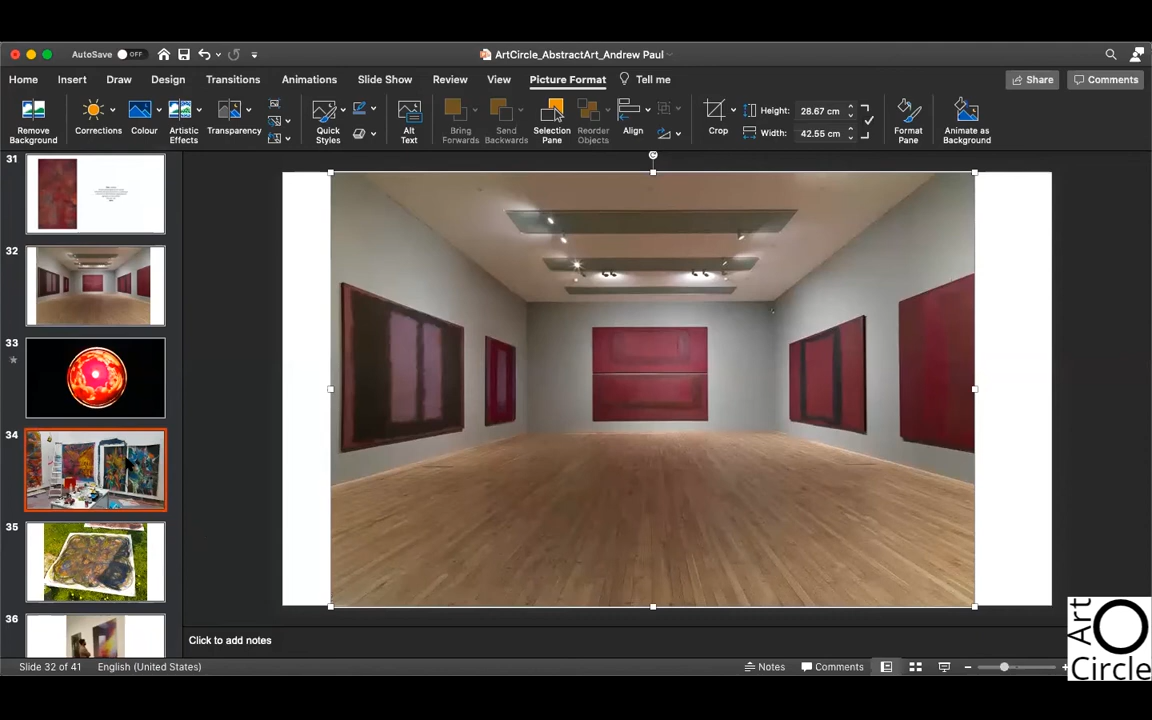 AutoSave OFF
ArtCircle_AbstractArt_Andrew Paul
Home Insert Draw Design Transitions Animations Slide Show Review View Picture Format Tell me Share Comments
Remove Background
Corrections
Colour
Artistic Effects
Transparency
Quick Styles
Alt Text
Bring Forwards
Send Backwards
Selection Pane
Reorder Objects
Align
Crop
Height: 28.67 cm
Width: 42.55 cm
Format Pane
Animate as Background
31
32
33
34
35
36
Click to add notes
Slide 32 of 41 English (United States) Notes Comments
Art
Circle